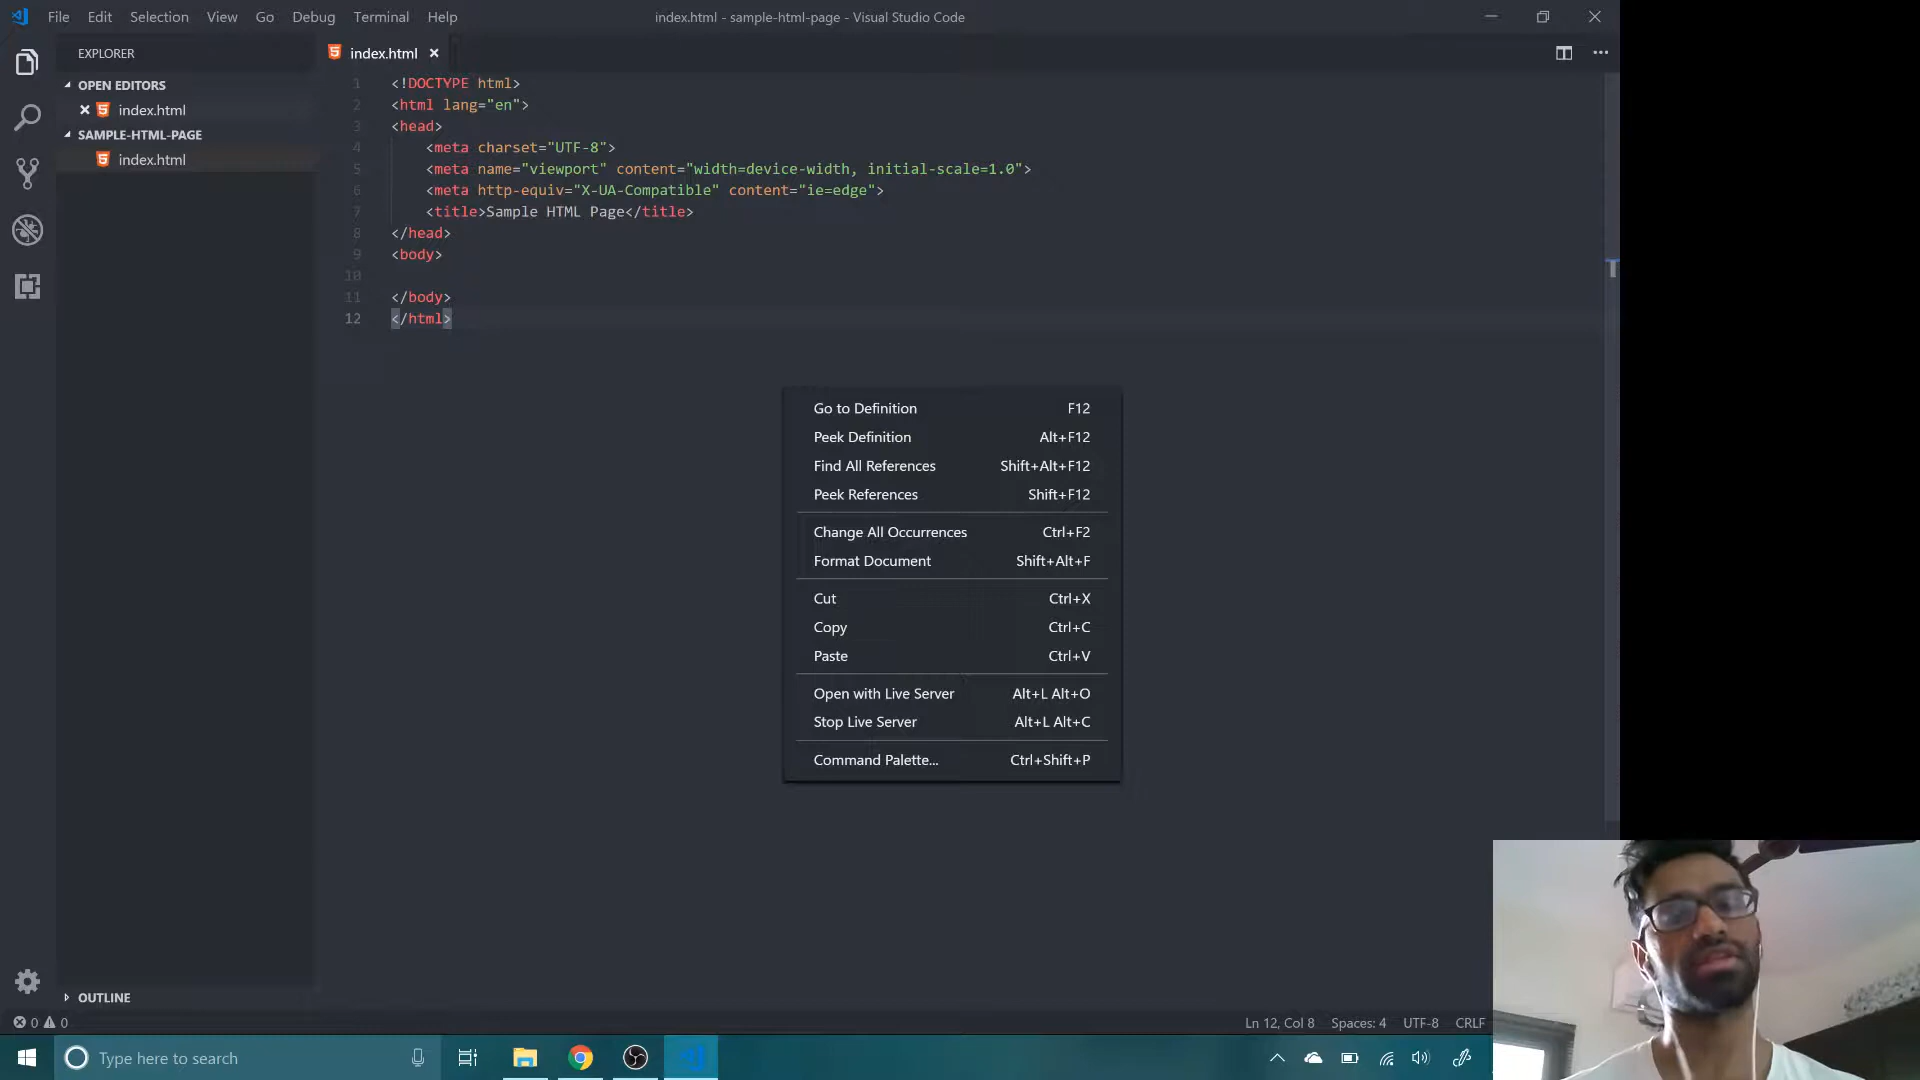 File Edit Selection View Go Debug Terminal Help
index.html - sample-html-page - Visual Studio Code
EXPLORER
OPEN EDITORS
index.html
SAMPLE-HTML-PAGE
index.html
OUTLINE
index.html
1 <!DOCTYPE html>
2 <html lang="en">
3 <head>
4 <meta charset="UTF-8">
5 <meta name="viewport" content="width=device-width, initial-scale=1.0">
6 <meta http-equiv="X-UA-Compatible" content="ie=edge">
7 <title>Sample HTML Page</title>
8 </head>
9 <body>
10
11 </body>
12 </html>
Go to Definition F12
Peek Definition Alt+F12
Find All References Shift+Alt+F12
Peek References Shift+F12
Change All Occurrences Ctrl+F2
Format Document Shift+Alt+F
Cut Ctrl+X
Copy Ctrl+C
Paste Ctrl+V
Open with Live Server Alt+L Alt+O
Stop Live Server Alt+L Alt+C
Command Palette... Ctrl+Shift+P
0 0
Ln 12, Col 8 Spaces: 4 UTF-8 CRLF
Type here to search